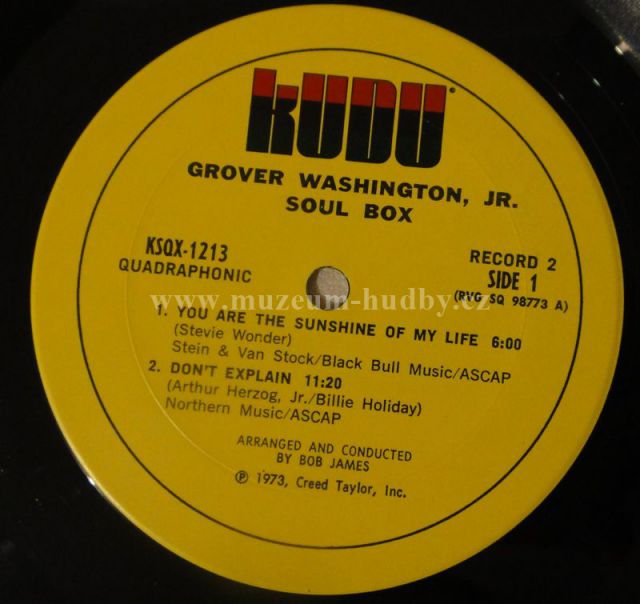 KUDU
GROVER WASHINGTON, JR.
SOUL BOX
KSQX-1213
QUADRAPHONIC
RECORD 2
SIDE 1
(RVG SQ 98773 A)
www.muzeum-hudby.cz
1. YOU ARE THE SUNSHINE OF MY LIFE 6:00
(Stevie Wonder)
Stein & Van Stock/Black Bull Music/ASCAP
2. DON'T EXPLAIN 11:20
(Arthur Herzog, Jr./Billie Holiday)
Northern Music/ASCAP
ARRANGED AND CONDUCTED
BY BOB JAMES
℗ 1973, Creed Taylor, Inc.